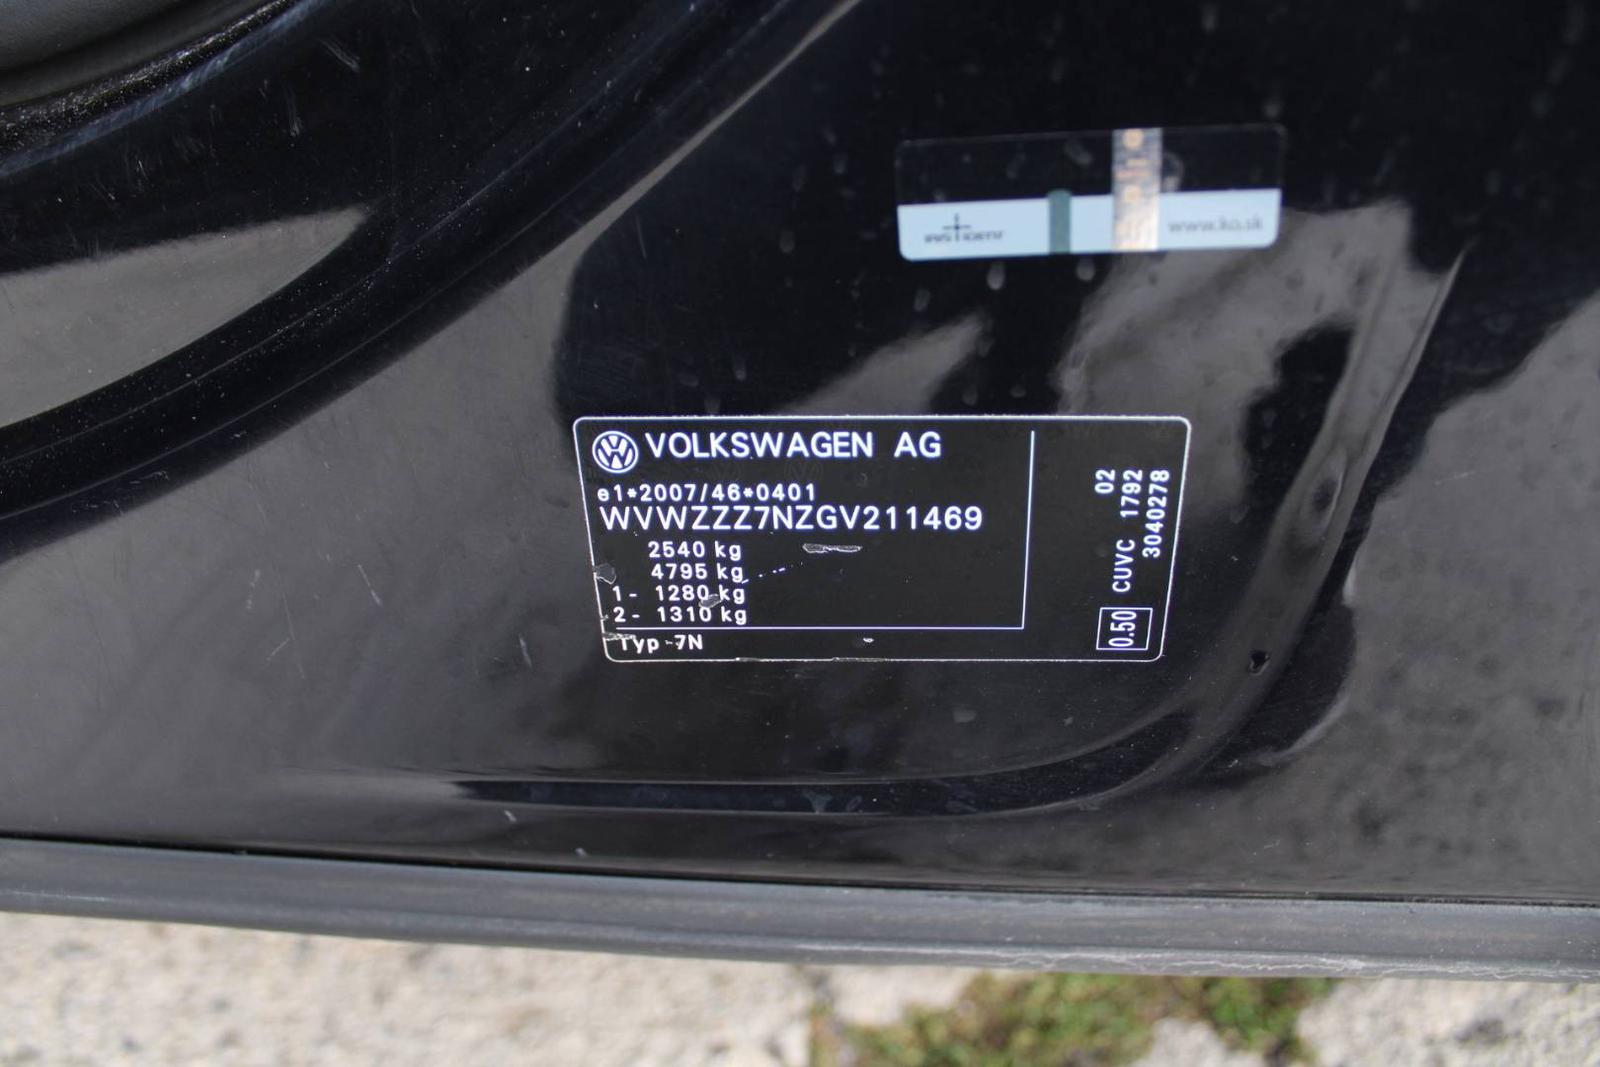 www.ko.sk
VOLKSWAGEN AG
e1*2007/46*0401
WVWZZZ7NZGV211469
2540 kg
4795 kg
1- 1280 kg
2- 1310 kg
Typ 7N
02
CUVC 1792
3040278
0.50